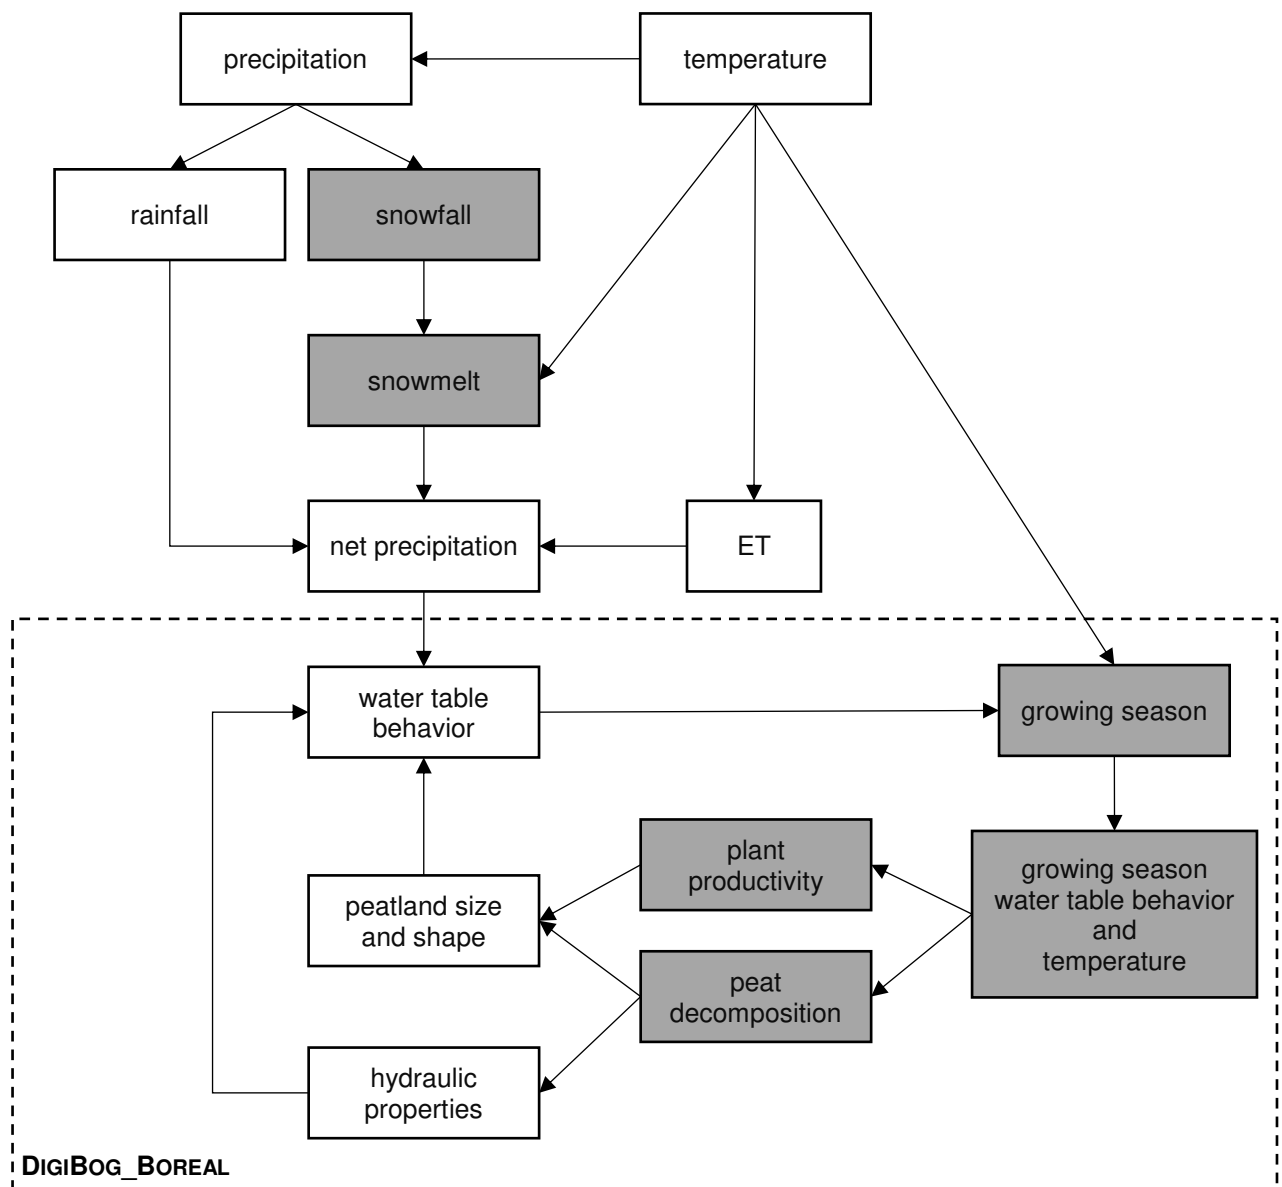 precipitation
temperature
rainfall
snowfall
snowmelt
net precipitation
ET
water table
behavior
growing season
plant
productivity
growing season
water table behavior
and
temperature
peatland size
and shape
peat
decomposition
hydraulic
properties
DIGIBOG_BOREAL